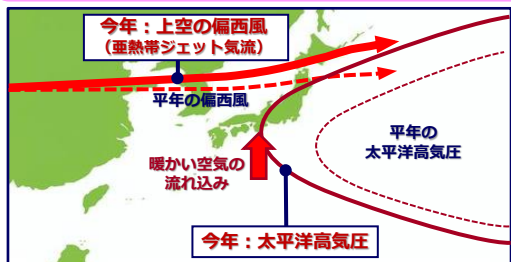 今年：上空の偏西風
（亜熱帯ジェット気流）
平年の偏西風
平年の
太平洋高気圧
暖かい空気の
流れ込み
今年：太平洋高気圧